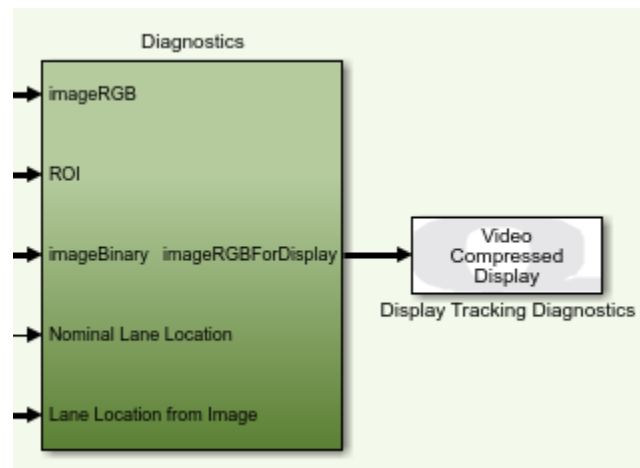 Diagnostics
imageRGB
ROI
imageBinary imageRGBForDisplay
Nominal Lane Location
Lane Location from Image
Video
Compressed
Display
Display Tracking Diagnostics